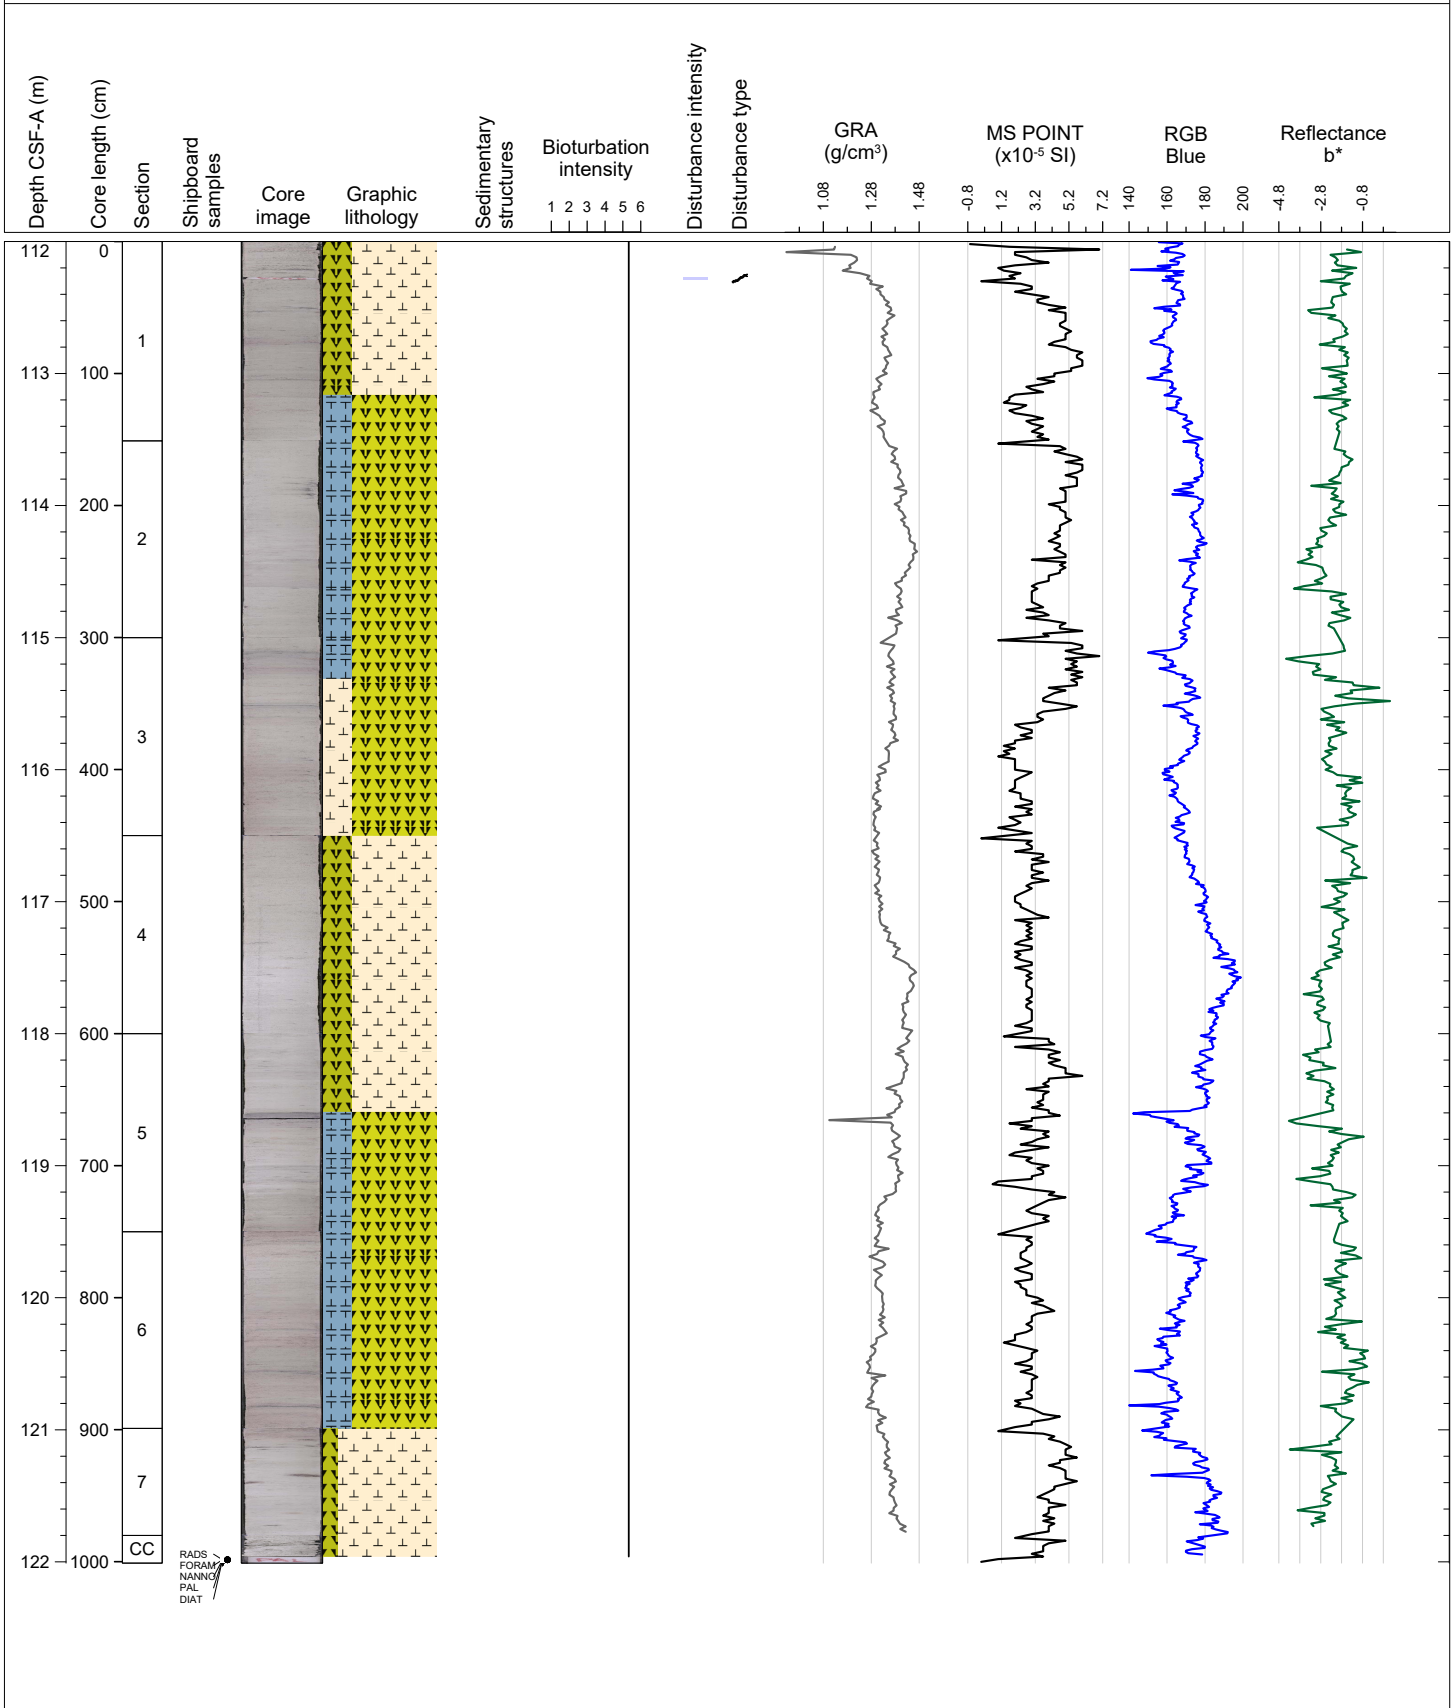 Depth CSF-A (m)
Core length (cm)
Section
Shipboard
samples
Core
image
Graphic
lithology
Sedimentary
structures
Bioturbation
intensity
1 2 3 4 5 6
Disturbance intensity
Disturbance type
GRA
(g/cm³)
1.08 1.28 1.48
MS POINT
(x10⁻⁵ SI)
-0.8 1.2 3.2 5.2 7.2
RGB
Blue
140 160 180 200
Reflectance
b*
-4.8 -2.8 -0.8
112 0
1
113 100
114 200
2
115 300
3
116 400
117 500
4
118 600
5
119 700
120 800
6
121 900
7
CC
122 1000
RADS
FORAM
NANNO
PAL
DIAT